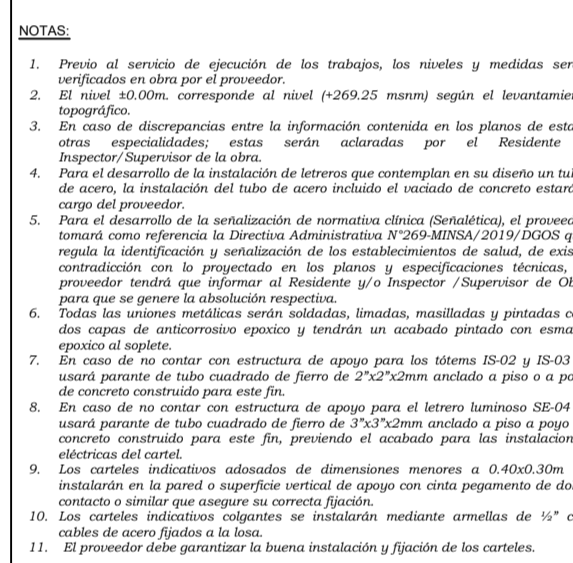 NOTAS:
1. Previo al servicio de ejecución de los trabajos, los niveles y medidas
verificados en obra por el proveedor.
2. El nivel ±0.00m. corresponde al nivel (+269.25 msnm) según el
topográfico.
3. En caso de discrepancias entre la información contenida en los planos de
otras especialidades; estas serán aclaradas por el Residente
Inspector/Supervisor de la obra.
4. Para el desarrollo de la instalación de letreros que contemplan en su diseño un
de acero, la instalación del tubo de acero incluido el vaciado de concreto
cargo del proveedor.
5. Para el desarrollo de la señalización de normativa clínica (Señalética), el
tomará como referencia la Directiva Administrativa N°269-MINSA/2019/DGOS
regula la identificación y señalización de los establecimientos de salud, de
contradicción con lo proyectado en los planos y especificaciones técnicas,
proveedor tendrá que informar al Residente y/o Inspector /Supervisor de
para que se genere la absolución respectiva.
6. Todas las uniones metálicas serán soldadas, limadas, masilladas y pintadas
dos capas de anticorrosivo epoxico y tendrán un acabado pintado con
epoxico al soplete.
7. En caso de no contar con estructura de apoyo para los tótems IS-02 y IS-03
usará parante de tubo cuadrado de fierro de 2"x2"x2mm anclado a piso o a
de concreto construido para este fin.
8. En caso de no contar con estructura de apoyo para el letrero luminoso SE-04
usará parante de tubo cuadrado de fierro de 3"x3"x2mm anclado a piso a poyo
concreto construido para este fin, previendo el acabado para las
eléctricas del cartel.
9. Los carteles indicativos adosados de dimensiones menores a 0.40x0.30m
instalarán en la pared o superficie vertical de apoyo con cinta pegamento de
contacto o similar que asegure su correcta fijación.
10. Los carteles indicativos colgantes se instalarán mediante armellas de ½"
cables de acero fijados a la losa.
11. El proveedor debe garantizar la buena instalación y fijación de los carteles.